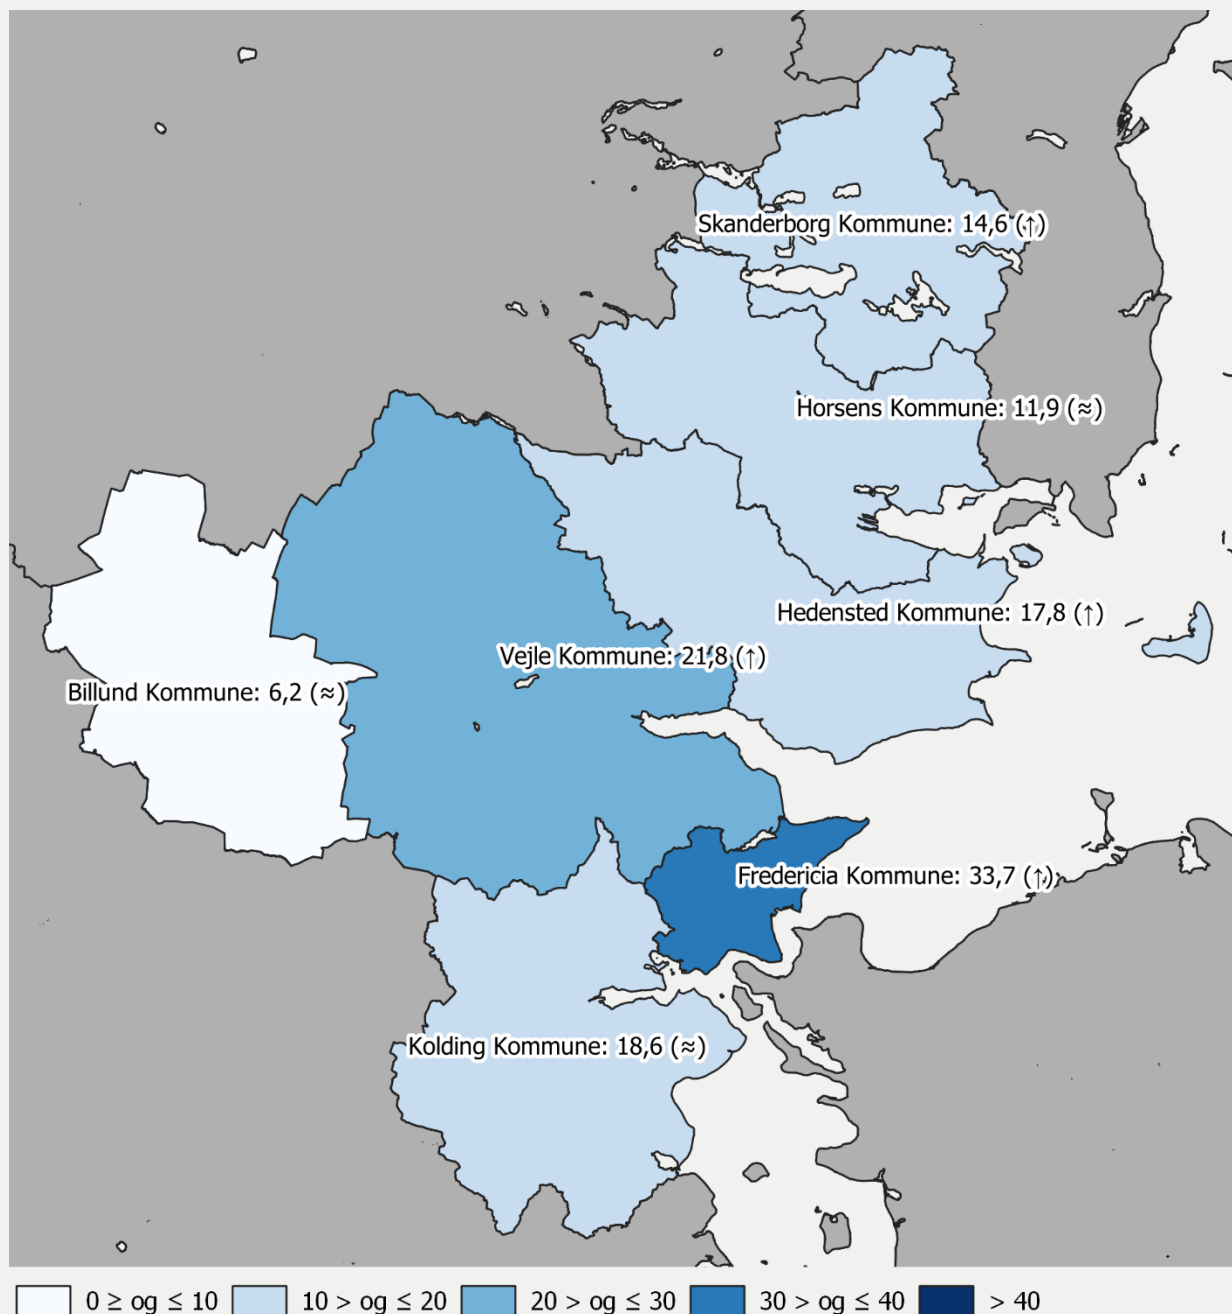 Skanderborg Kommune: 14,6 (↑)
Horsens Kommune: 11,9 (≈)
Hedensted Kommune: 17,8 (↑)
Vejle Kommune: 21,8 (↑)
Billund Kommune: 6,2 (≈)
Fredericia Kommune: 33,7 (↑)
Kolding Kommune: 18,6 (≈)
0 ≥ og ≤ 10 10 > og ≤ 20 20 > og ≤ 30 30 > og ≤ 40 > 40